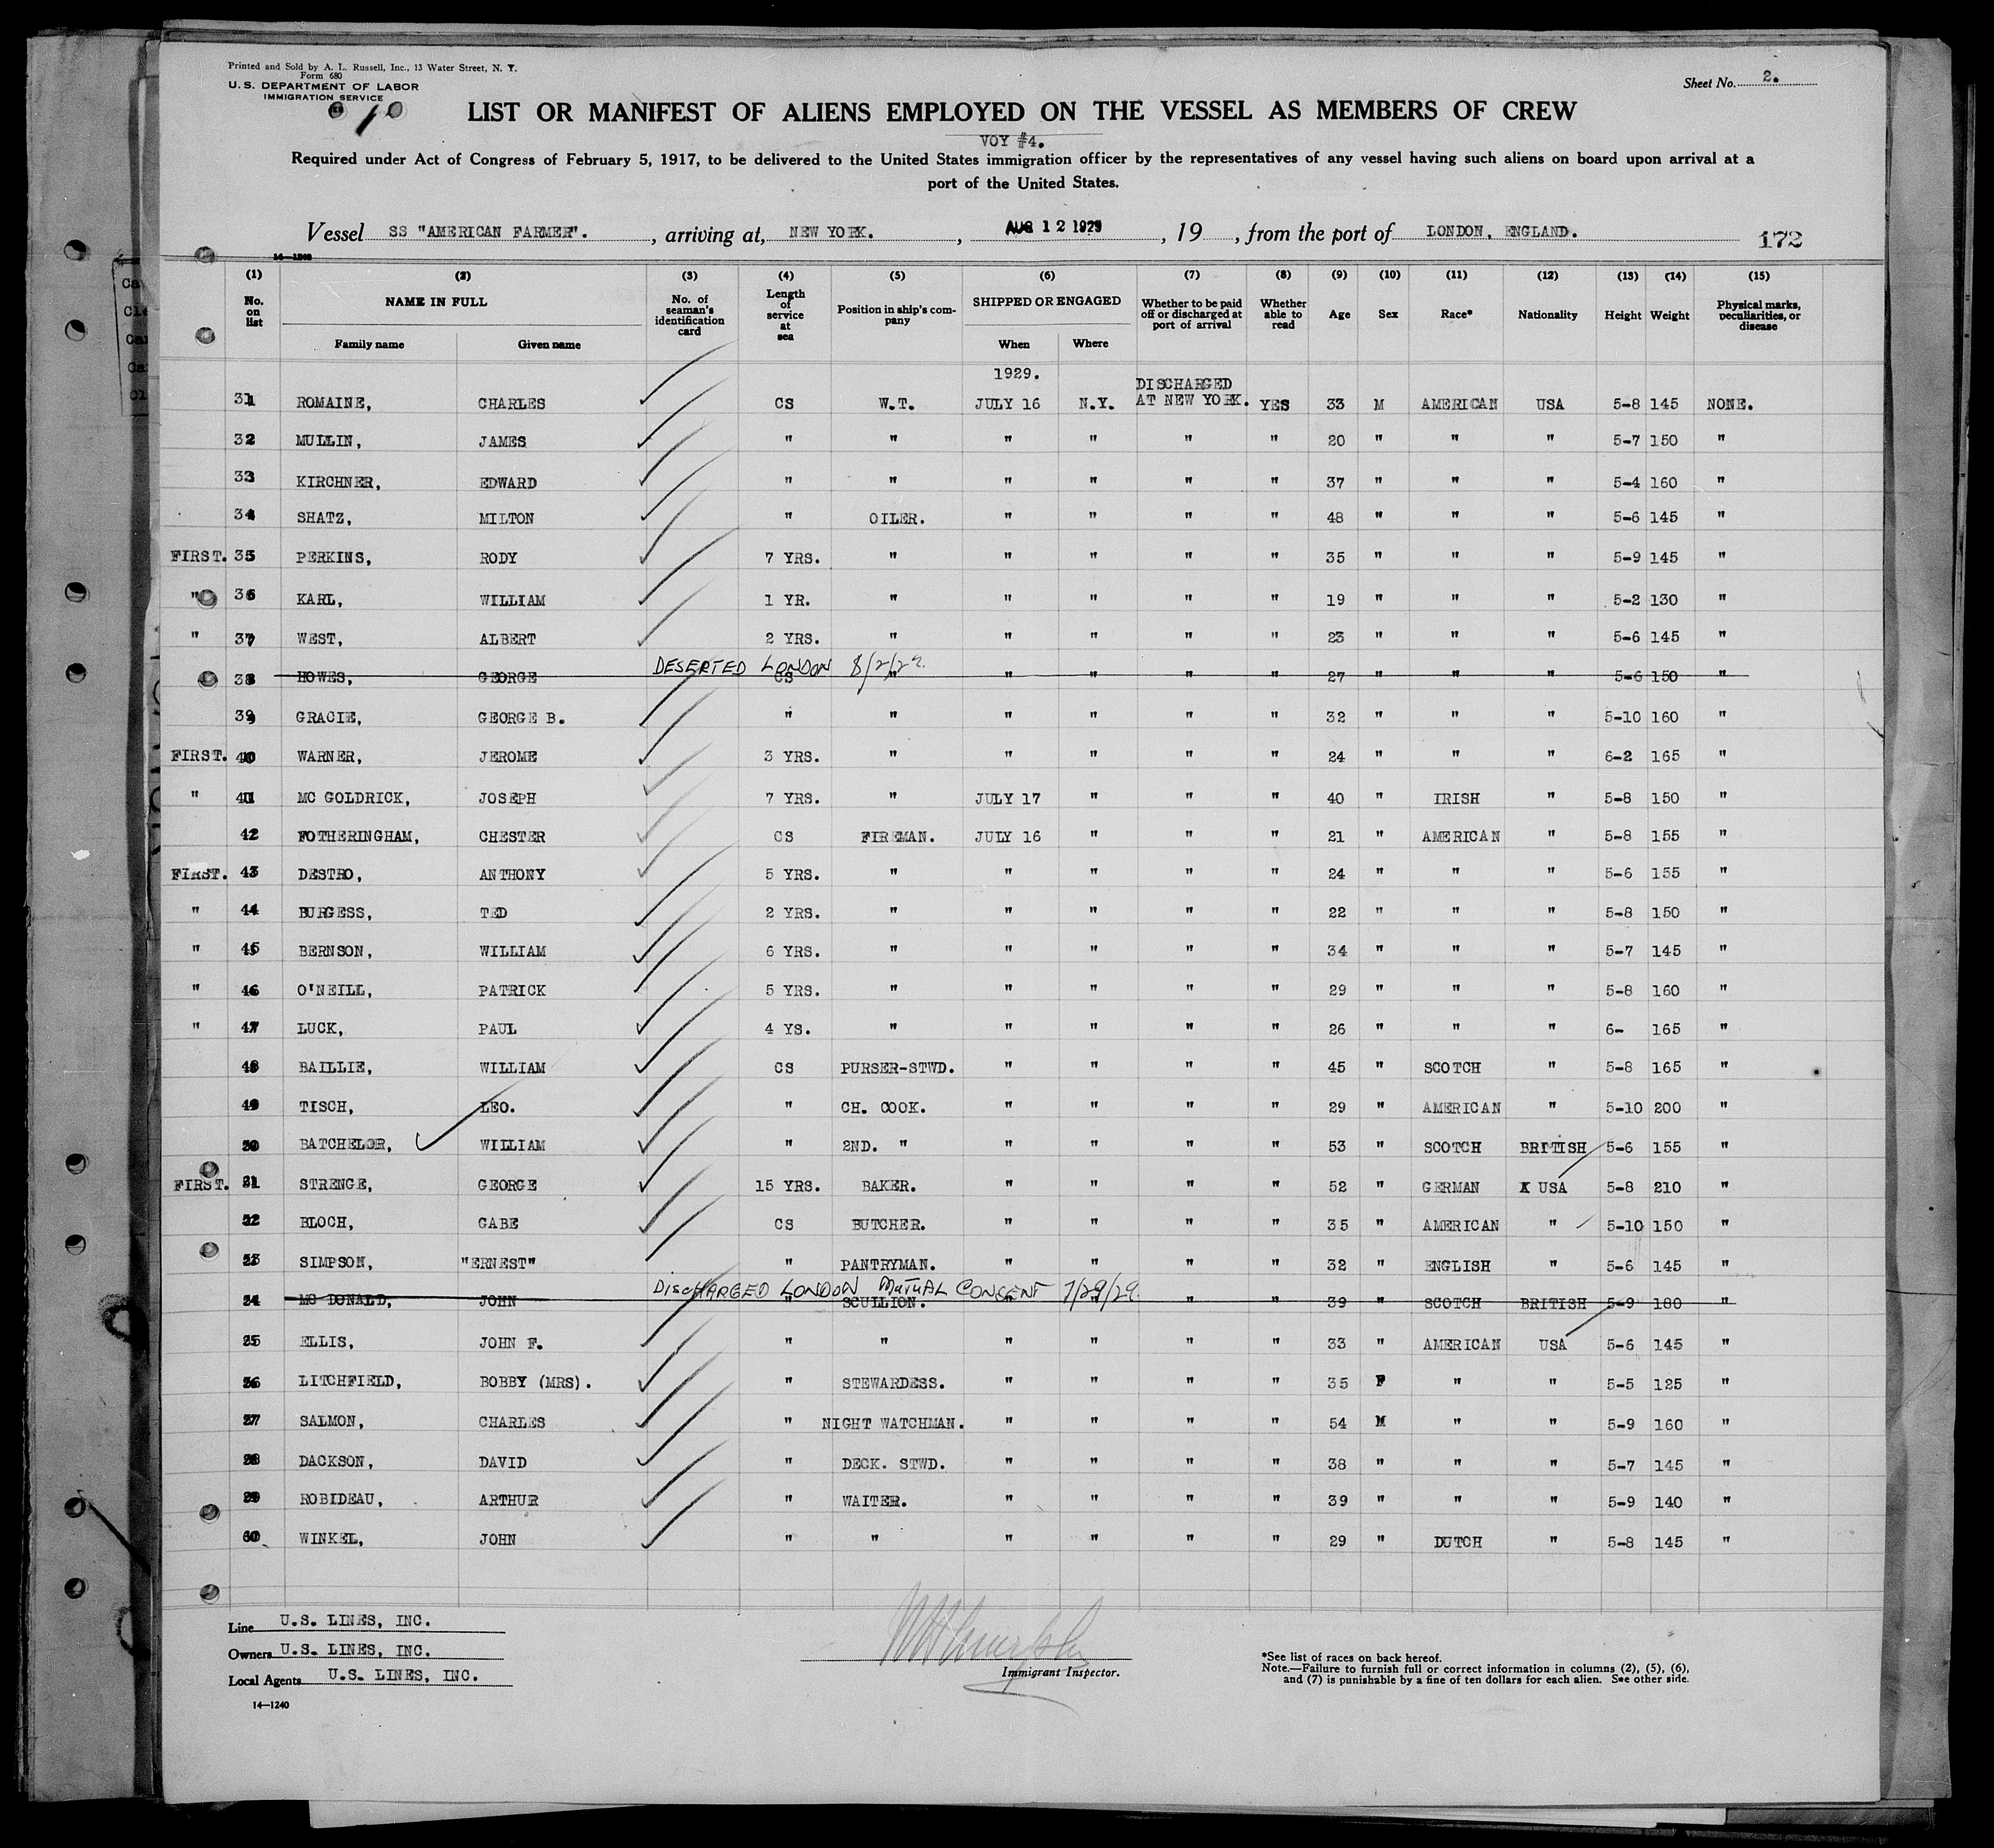 Printed and Sold by A. L. Russell, Inc., 13 Water Street, N. Y.
Form 680
U. S. DEPARTMENT OF LABOR
IMMIGRATION SERVICE
Sheet No. 2.
LIST OR MANIFEST OF ALIENS EMPLOYED ON THE VESSEL AS MEMBERS OF CREW
VOY #4.
Required under Act of Congress of February 5, 1917, to be delivered to the United States immigration officer by the representatives of any vessel having such aliens on board upon arrival at a
port of the United States.
Vessel SS "AMERICAN FARMER". , arriving at, NEW YORK. , AUG 12 1929 , 19 , from the port of LONDON, ENGLAND. 172
14—1240
(1) (2) (3) (4) (5) (6) (7) (8) (9) (10) (11) (12) (13) (14) (15)
No. on list NAME IN FULL Family name Given name No. of seaman's identification card Length of service at sea Position in ship's company SHIPPED OR ENGAGED When Where Whether to be paid off or discharged at port of arrival Whether able to read Age Sex Race* Nationality Height Weight Physical marks, peculiarities, or disease
1929. DISCHARGED
31 ROMAINE, CHARLES CS W.T. JULY 16 N.Y. AT NEW YORK. YES 33 M AMERICAN USA 5-8 145 NONE.
32 MULLIN, JAMES " " " " " " 20 " " " 5-7 150 "
33 KIRCHNER, EDWARD " " " " " " 37 " " " 5-4 160 "
34 SHATZ, MILTON " OILER. " " " " 48 " " " 5-6 145 "
FIRST. 35 PERKINS, RODY 7 YRS. " " " " " 35 " " " 5-9 145 "
" 36 KARL, WILLIAM 1 YR. " " " " " 19 " " " 5-2 130 "
" 37 WEST, ALBERT 2 YRS. " " " " " 23 " " " 5-6 145 "
DESERTED LONDON 8/2/29.
38 HOWES, GEORGE CS " " " " " 27 " " " 5-6 150 "
39 GRACIE, GEORGE B. " " " " " " 32 " " " 5-10 160 "
FIRST. 40 WARNER, JEROME 3 YRS. " " " " " 24 " " " 6-2 165 "
" 41 MC GOLDRICK, JOSEPH 7 YRS. " JULY 17 " " " 40 " IRISH " 5-8 150 "
42 FOTHERINGHAM, CHESTER CS FIREMAN. JULY 16 " " " 21 " AMERICAN " 5-8 155 "
FIRST. 43 DESTRO, ANTHONY 5 YRS. " " " " " 24 " " " 5-6 155 "
" 44 BURGESS, TED 2 YRS. " " " " " 22 " " " 5-8 150 "
" 45 BERNSON, WILLIAM 6 YRS. " " " " " 34 " " " 5-7 145 "
" 46 O'NEILL, PATRICK 5 YRS. " " " " " 29 " " " 5-8 160 "
" 47 LUCK, PAUL 4 YS. " " " " " 26 " " " 6- 165 "
48 BAILLIE, WILLIAM CS PURSER-STWD. " " " " 45 " SCOTCH " 5-8 165 "
49 TISCH, LEO. " CH. COOK. " " " " 29 " AMERICAN " 5-10 200 "
50 BATCHELOR, WILLIAM " 2ND. " " " " " 53 " SCOTCH BRITISH 5-6 155 "
FIRST. 51 STRENGE, GEORGE 15 YRS. BAKER. " " " " 52 " GERMAN X USA 5-8 210 "
52 BLOCH, GABE CS BUTCHER. " " " " 35 " AMERICAN " 5-10 150 "
53 SIMPSON, "ERNEST" " PANTRYMAN. " " " " 32 " ENGLISH " 5-6 145 "
DISCHARGED LONDON MUTUAL CONSENT 7/29/29.
54 MC DONALD, JOHN " SCULLION. " " " " 39 " SCOTCH BRITISH 5-9 180 "
55 ELLIS, JOHN F. " " " " " " 33 " AMERICAN USA 5-6 145 "
56 LITCHFIELD, BOBBY (MRS). " STEWARDESS. " " " " 35 F " " 5-5 125 "
57 SALMON, CHARLES " NIGHT WATCHMAN. " " " " 54 M " " 5-9 160 "
58 DACKSON, DAVID " DECK. STWD. " " " " 38 " " " 5-7 145 "
59 ROBIDEAU, ARTHUR " WAITER. " " " " 39 " " " 5-9 140 "
60 WINKEL, JOHN " " " " " " 29 " DUTCH " 5-8 145 "
Line U.S. LINES, INC.
Owners U.S. LINES, INC.
Local Agents U.S. LINES, INC.
14—1240
Immigrant Inspector.
*See list of races on back hereof.
Note.—Failure to furnish full or correct information in columns (2), (5), (6),
and (7) is punishable by a fine of ten dollars for each alien. See other side.